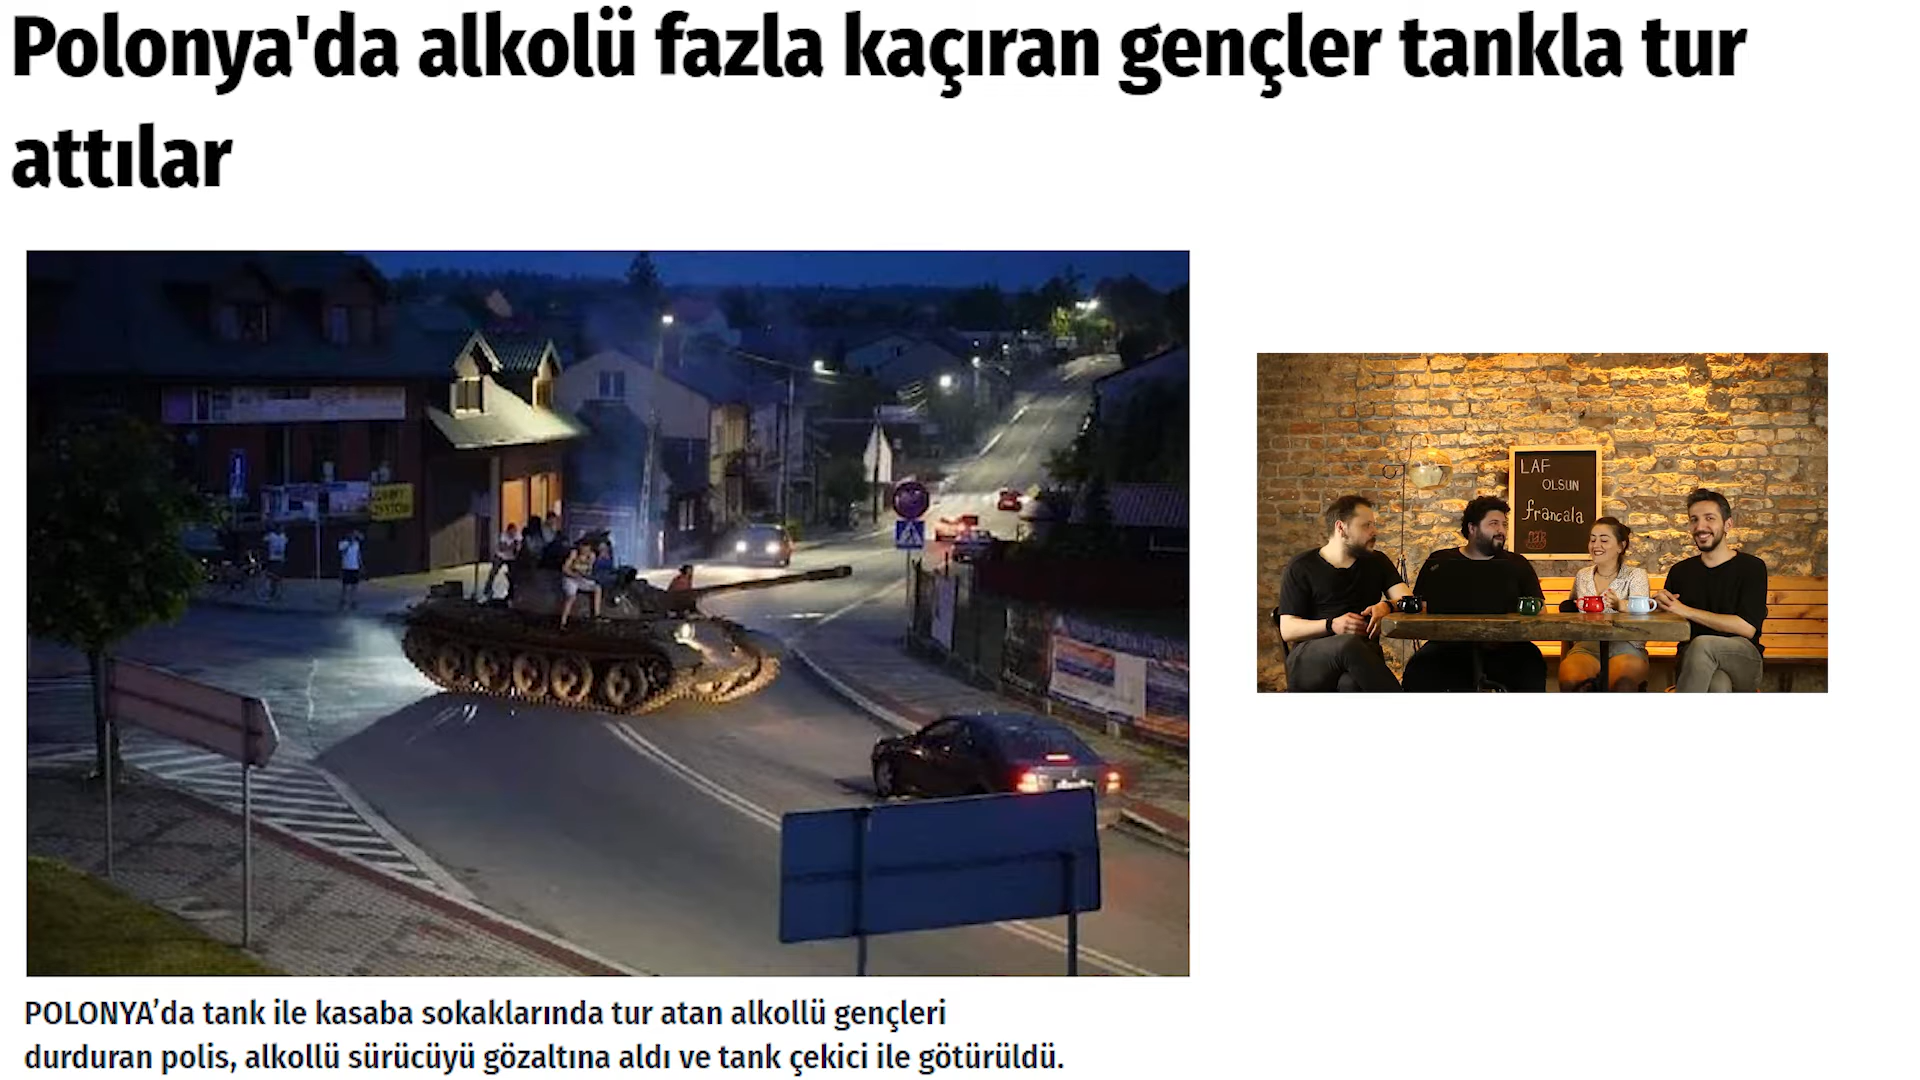 Polonya'da alkolü fazla kaçıran gençler tankla tur
attılar
LAF
OLSUN
francala
POLONYA’da tank ile kasaba sokaklarında tur atan alkollü gençleri
durduran polis, alkollü sürücüyü gözaltına aldı ve tank çekici ile götürüldü.